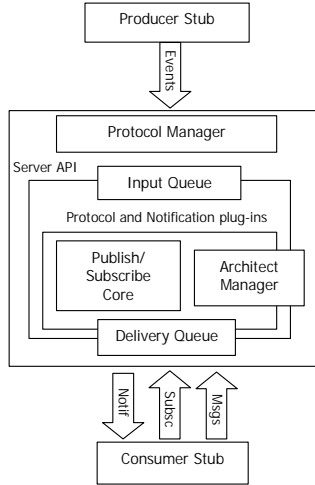 Producer Stub
Events
Protocol Manager
Server API
Input Queue
Protocol and Notification plug-ins
Publish/
Subscribe
Core
Architect
Manager
Delivery Queue
Notif
Subsc
Msgs
Consumer Stub